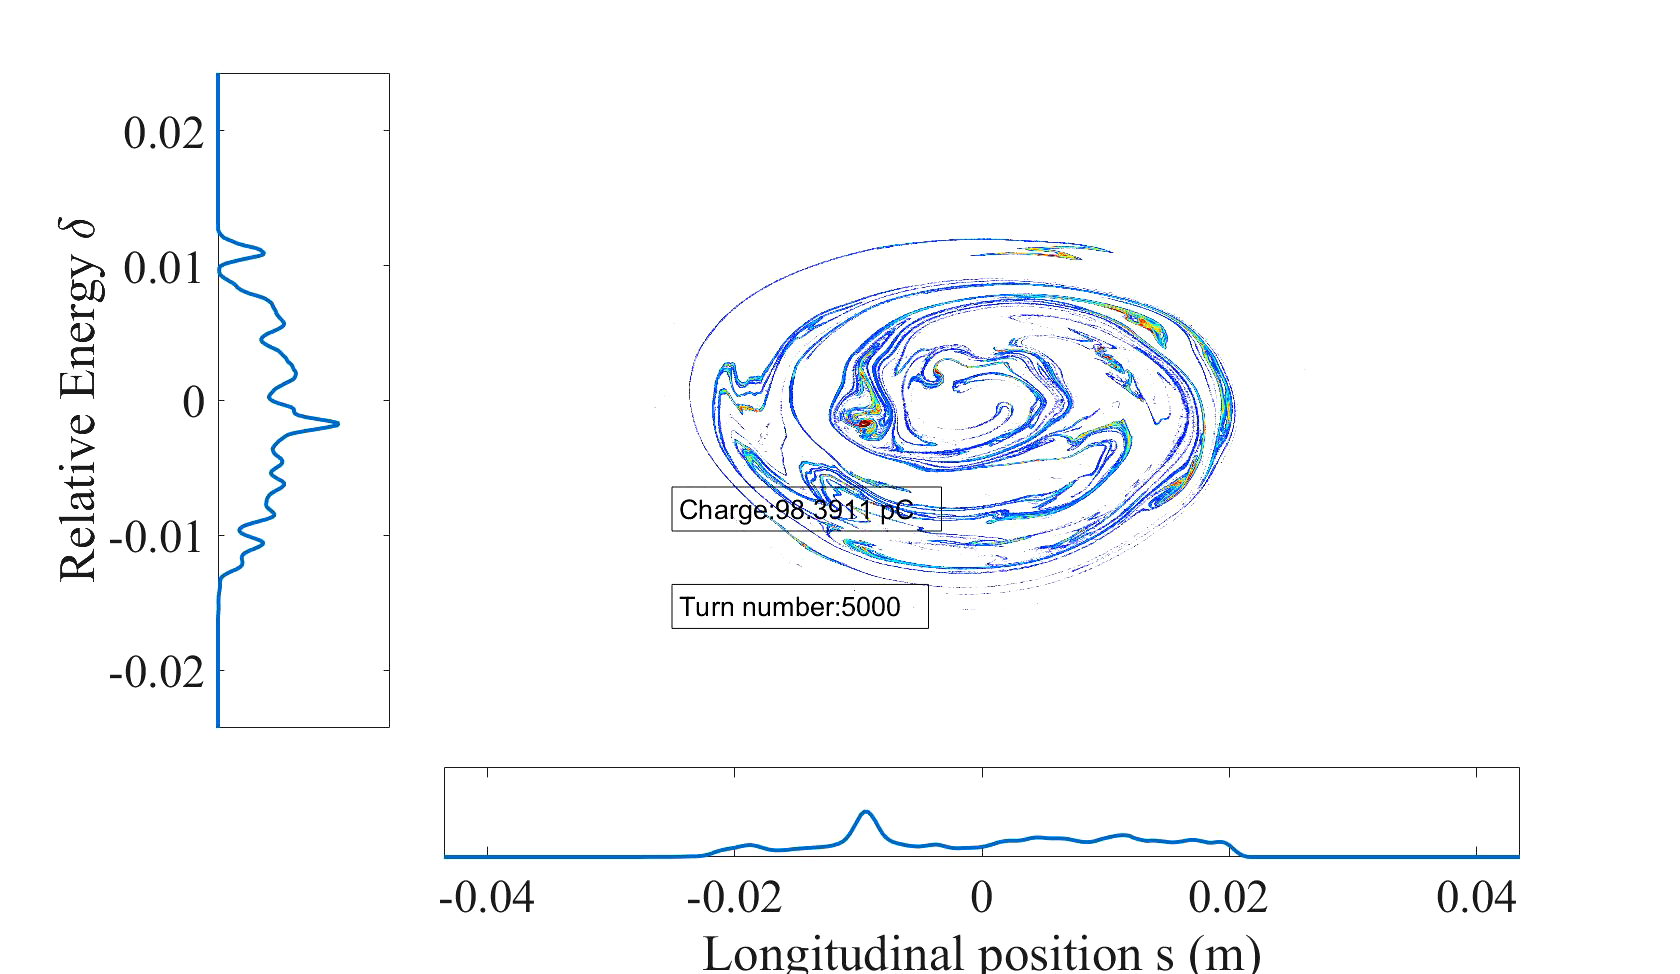 Relative Energy δ
0.02
0.01
0
-0.01
-0.02
Charge:98.3911 pC
Turn number:5000
-0.04 -0.02 0 0.02 0.04
Longitudinal position s (m)